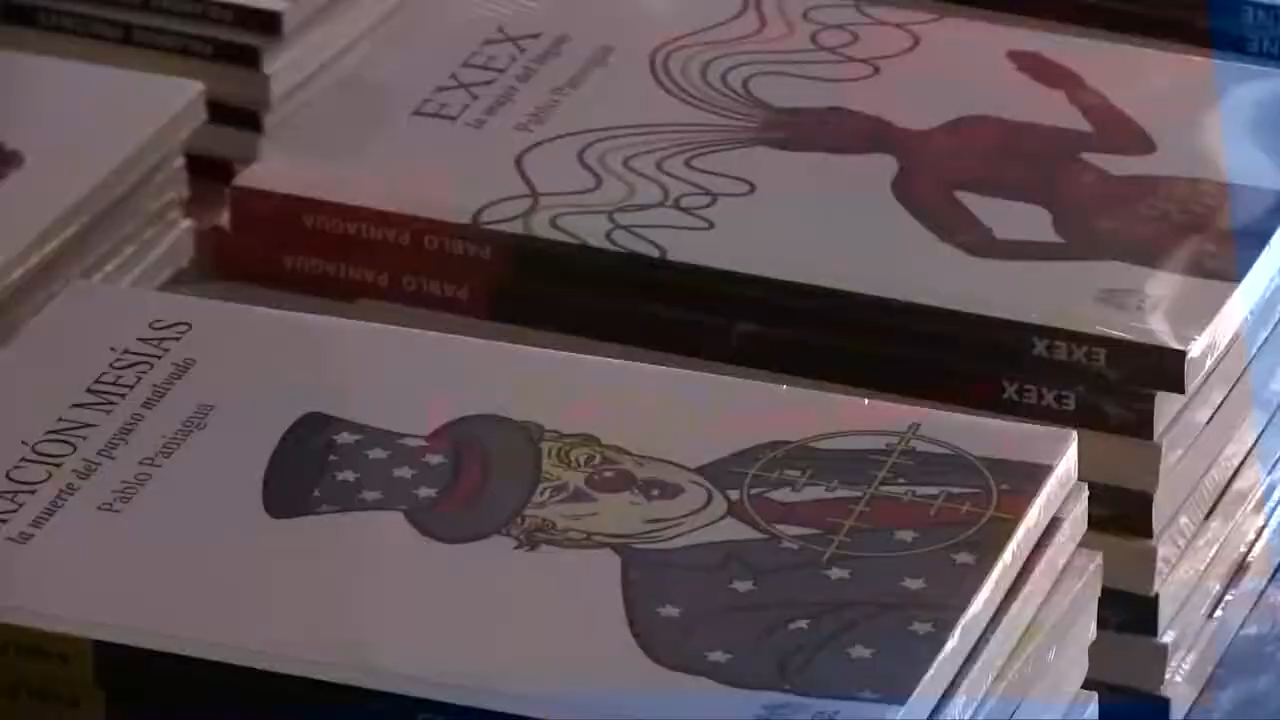 EXEX
la mujer del
Pablo Paniagua
PABLO PANIAGUA
PABLO PANIAGUA
EXEX
EXEX
RACIÓN MESÍAS
la muerte del payaso malvado
Pablo Paniagua